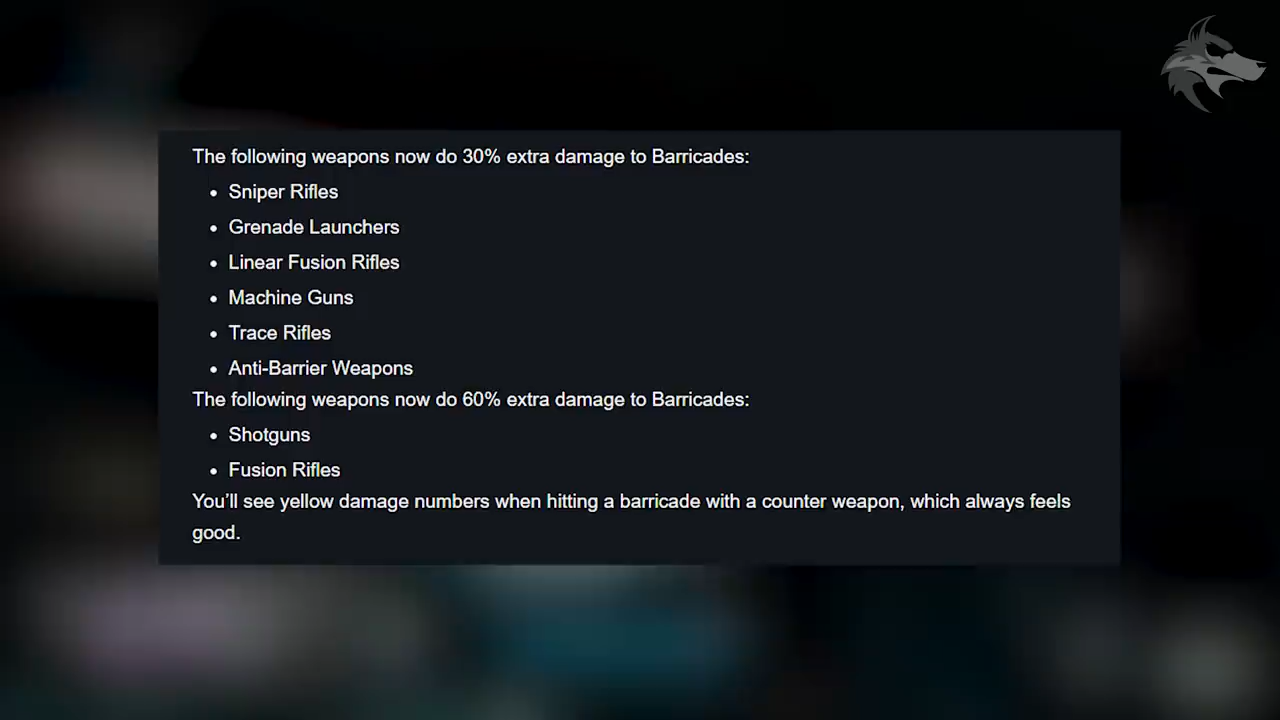 The following weapons now do 30% extra damage to Barricades:
• Sniper Rifles
• Grenade Launchers
• Linear Fusion Rifles
• Machine Guns
• Trace Rifles
• Anti-Barrier Weapons
The following weapons now do 60% extra damage to Barricades:
• Shotguns
• Fusion Rifles
You’ll see yellow damage numbers when hitting a barricade with a counter weapon, which always feels
good.